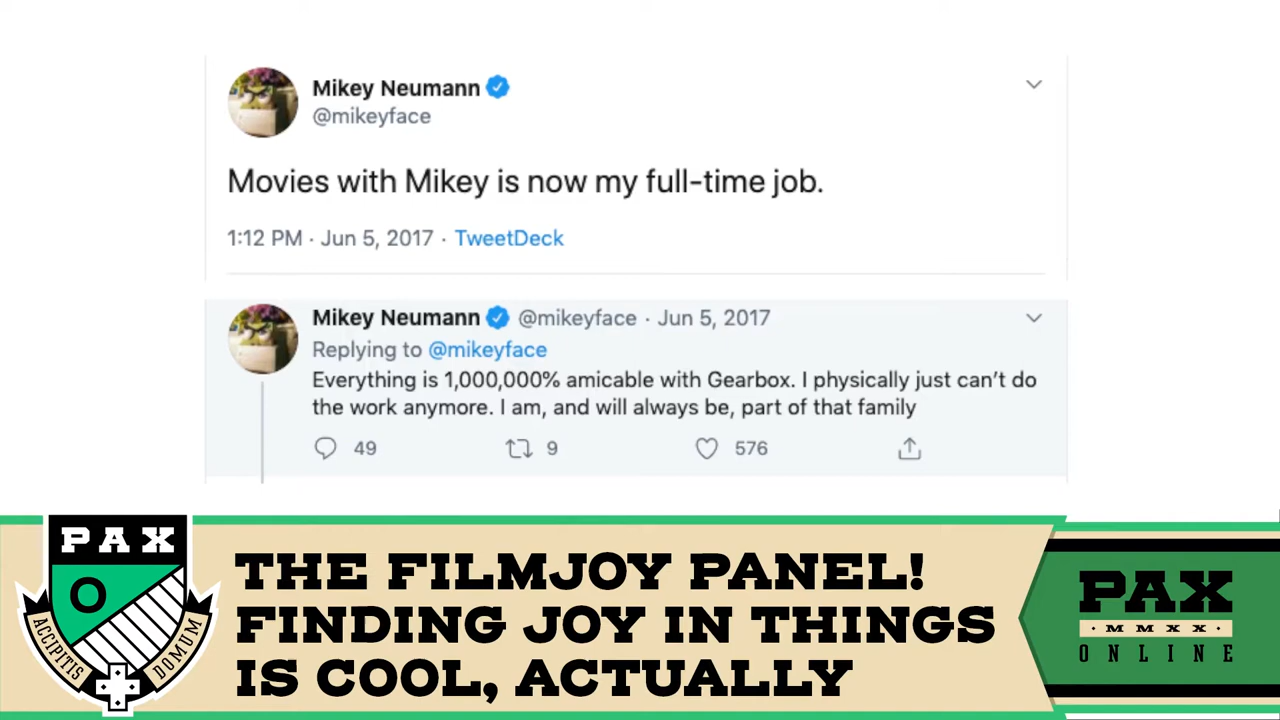 Mikey Neumann
@mikeyface
Movies with Mikey is now my full-time job.
1:12 PM · Jun 5, 2017 · TweetDeck
Mikey Neumann @mikeyface · Jun 5, 2017
Replying to @mikeyface
Everything is 1,000,000% amicable with Gearbox. I physically just can’t do
the work anymore. I am, and will always be, part of that family
49 9 576
PAX
O
ACCIPITIS DOMUM
THE FILMJOY PANEL!
FINDING JOY IN THINGS
IS COOL, ACTUALLY
PAX
· M M X X ·
ONLINE